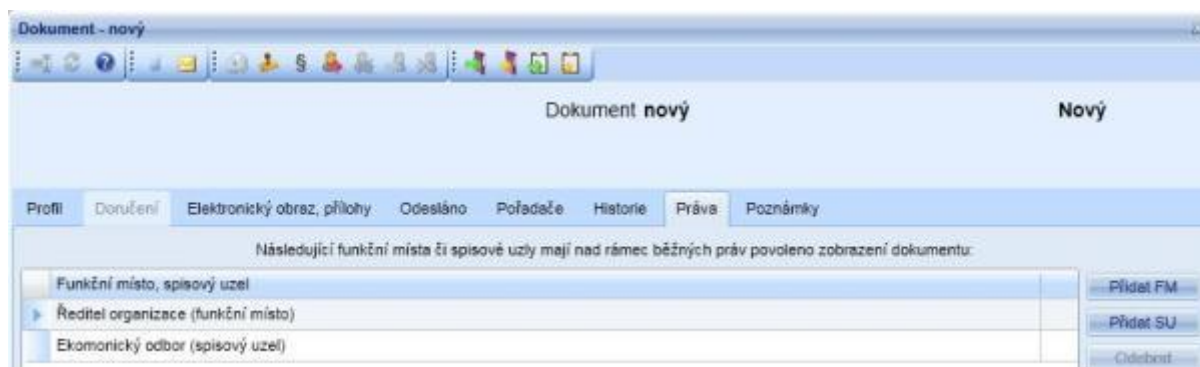 Dokument - nový
Dokument nový
Nový
Profil Doručení Elektronický obraz, přílohy Odesláno Pořadače Historie Práva Poznámky
Následující funkční místa či spisové uzly mají nad rámec běžných práv povoleno zobrazení dokumentu:
Funkční místo, spisový uzel
Přidat FM
Ředitel organizace (funkční místo)
Přidat SU
Ekomonický odbor (spisový uzel)
Odebrat